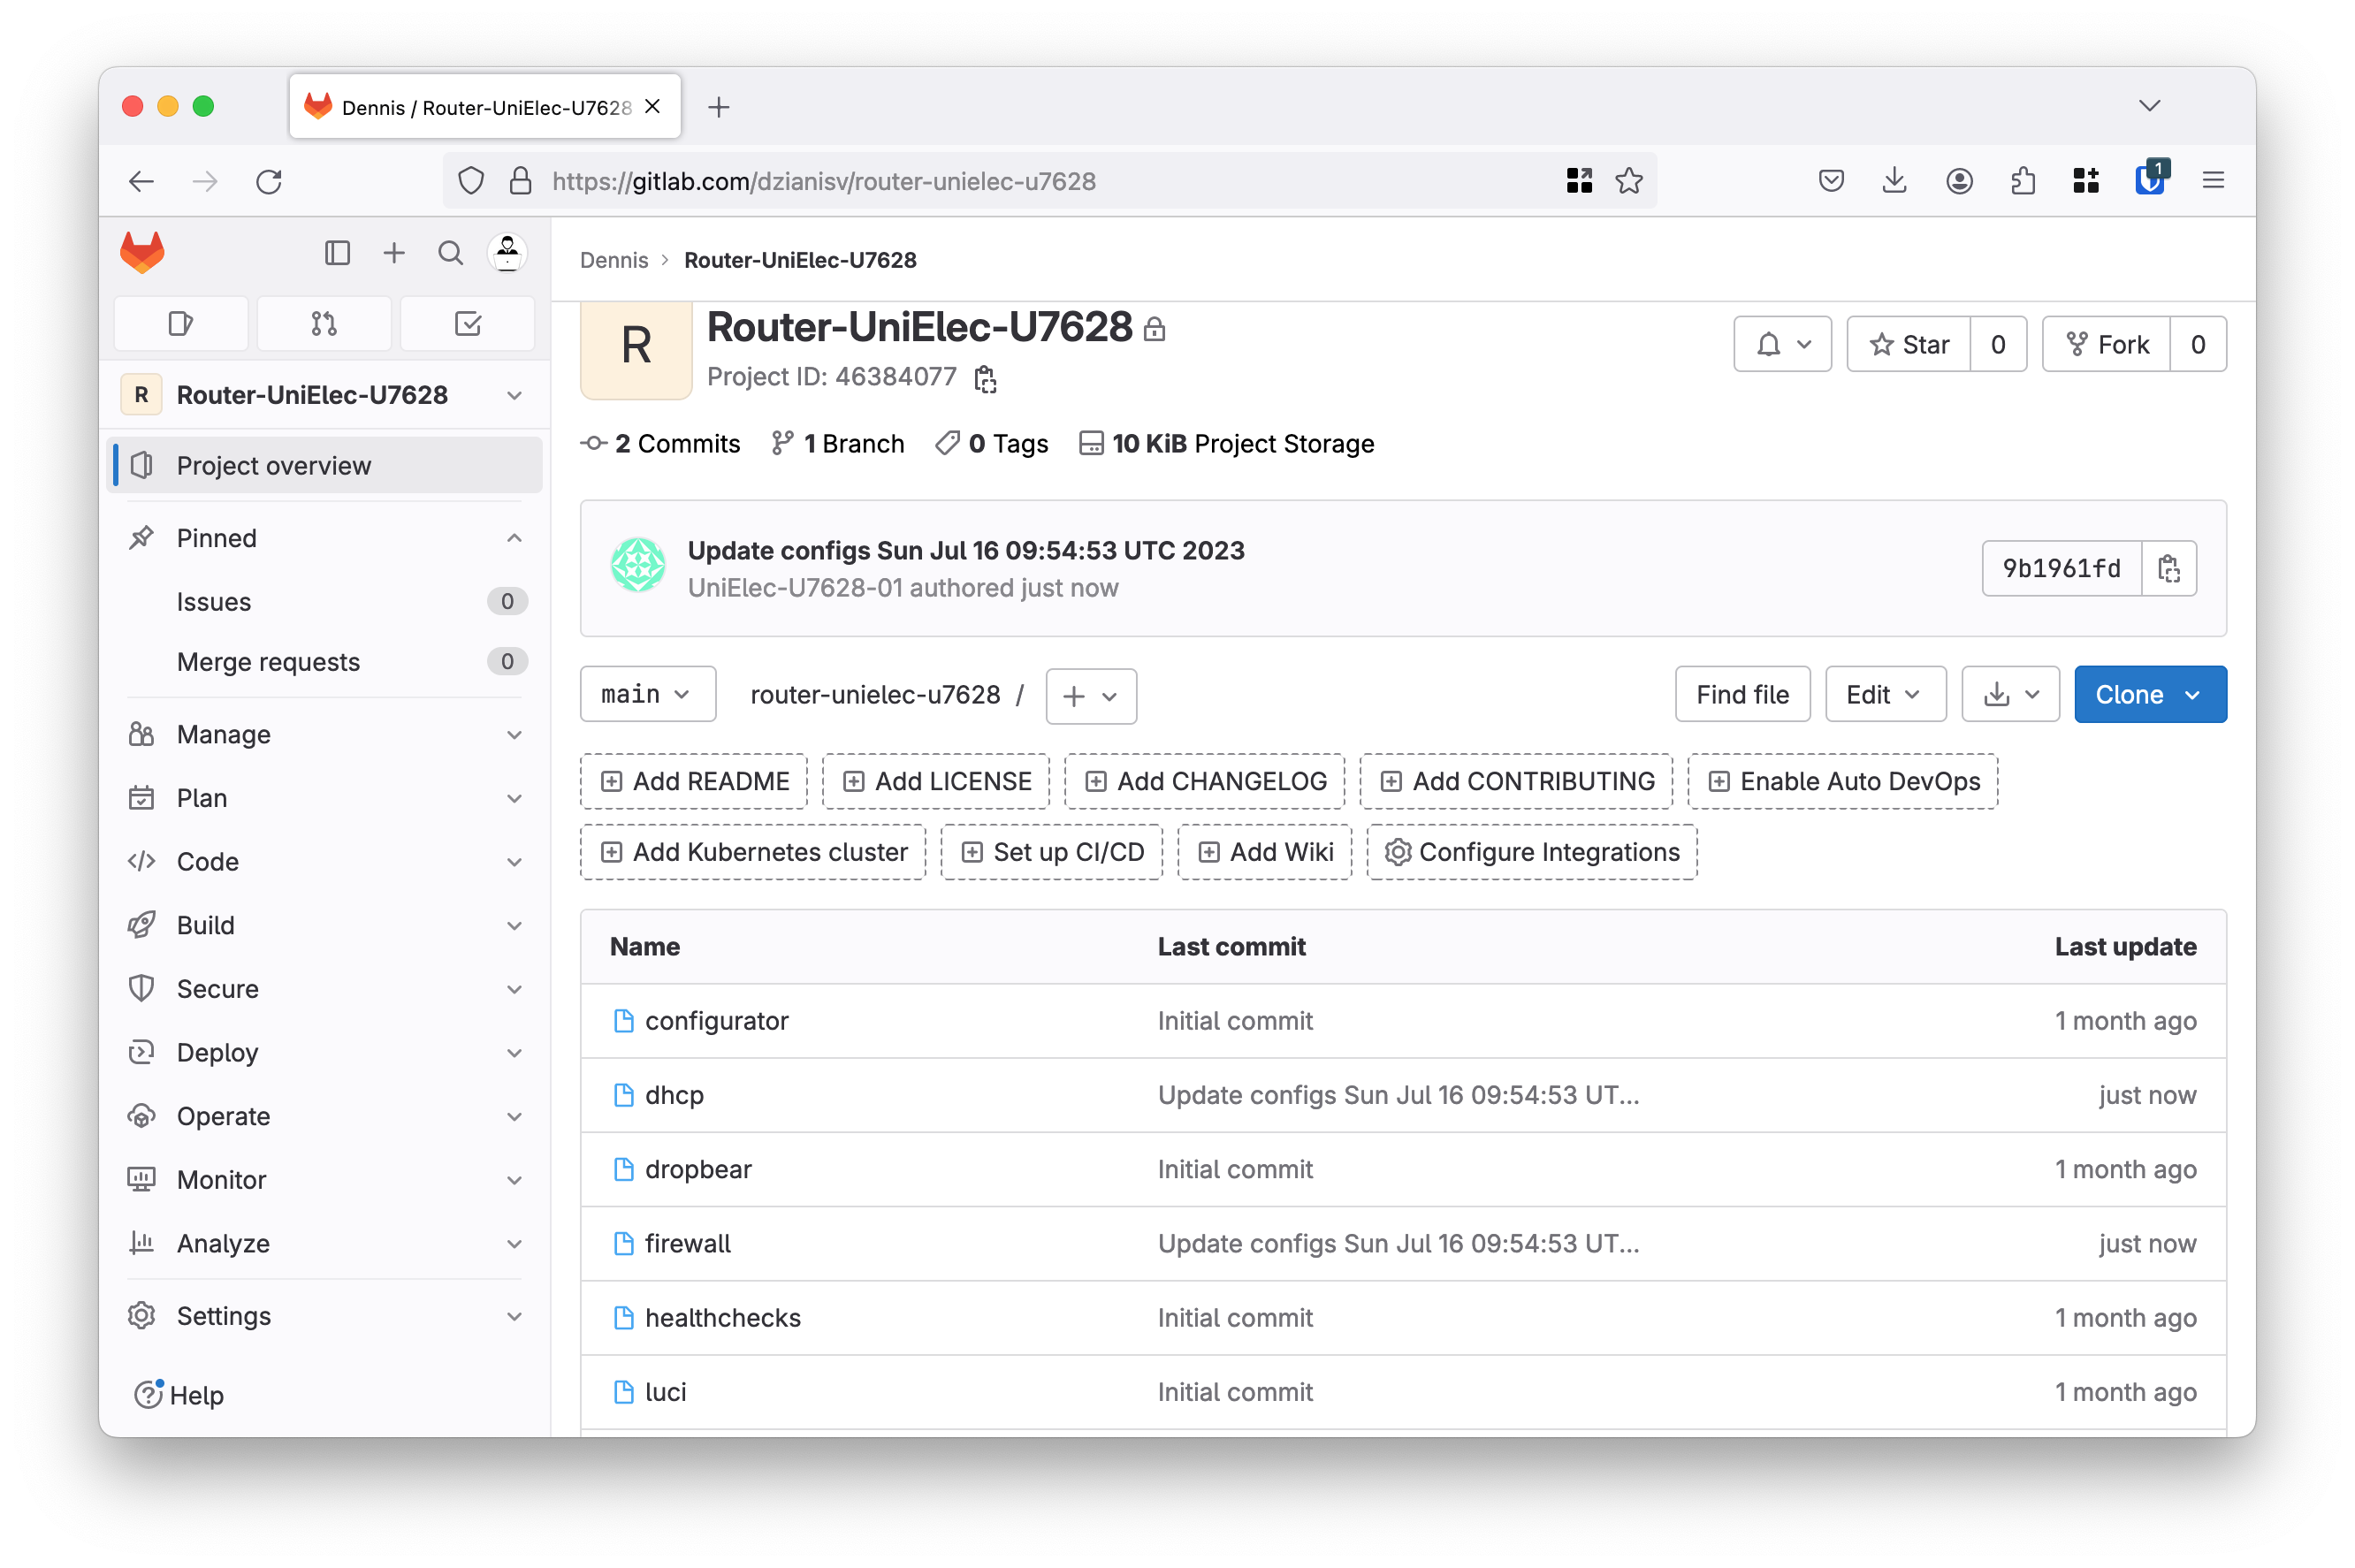 Dennis / Router-UniElec-U7628
https://gitlab.com/dzianisv/router-unielec-u7628
1
Dennis › Router-UniElec-U7628
R Router-UniElec-U7628
Project overview
Pinned
Issues 0
Merge requests 0
Manage
Plan
Code
Build
Secure
Deploy
Operate
Monitor
Analyze
Settings
Help
R
Router-UniElec-U7628
Project ID: 46384077
Star 0
Fork 0
2 Commits 1 Branch 0 Tags 10 KiB Project Storage
Update configs Sun Jul 16 09:54:53 UTC 2023
UniElec-U7628-01 authored just now
9b1961fd
main router-unielec-u7628 / Find file Edit Clone
Add README Add LICENSE Add CHANGELOG Add CONTRIBUTING Enable Auto DevOps
Add Kubernetes cluster Set up CI/CD Add Wiki Configure Integrations
Name Last commit Last update
configurator Initial commit 1 month ago
dhcp Update configs Sun Jul 16 09:54:53 UT... just now
dropbear Initial commit 1 month ago
firewall Update configs Sun Jul 16 09:54:53 UT... just now
healthchecks Initial commit 1 month ago
luci Initial commit 1 month ago